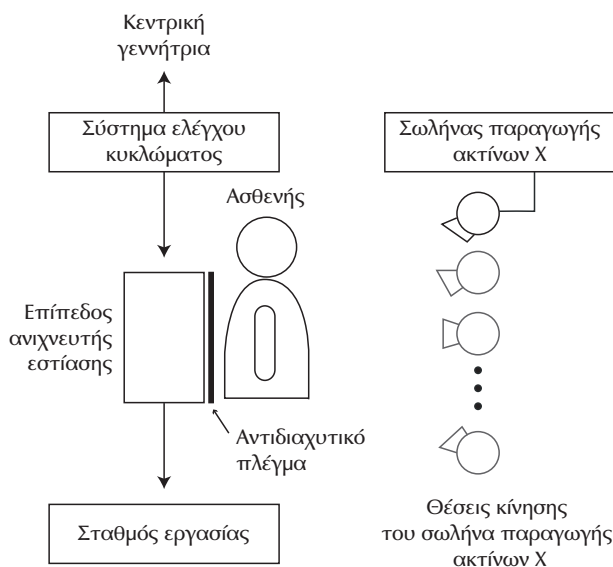 Κεντρική
γεννήτρια
Σύστημα ελέγχου
κυκλώματος
Σωλήνας παραγωγής
ακτίνων Χ
Ασθενής
Επίπεδος
ανιχνευτής
εστίασης
Αντιδιαχυτικό
πλέγμα
Σταθμός εργασίας
Θέσεις κίνησης
του σωλήνα παραγωγής
ακτίνων Χ